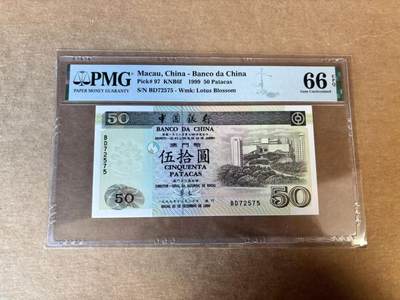 PMG
PAPER MONEY GUARANTY
Macau, China - Banco da China
Pick# 97 KNB6f 1999 50 Patacas
S/N BD72575 - Wmk: Lotus Blossom
66 EPQ
Gem Uncirculated
50
中國銀行
BANCO DA CHINA
澳門幣
伍拾圓
CINQUENTA
PATACAS
BD72575
50
50
BD72575